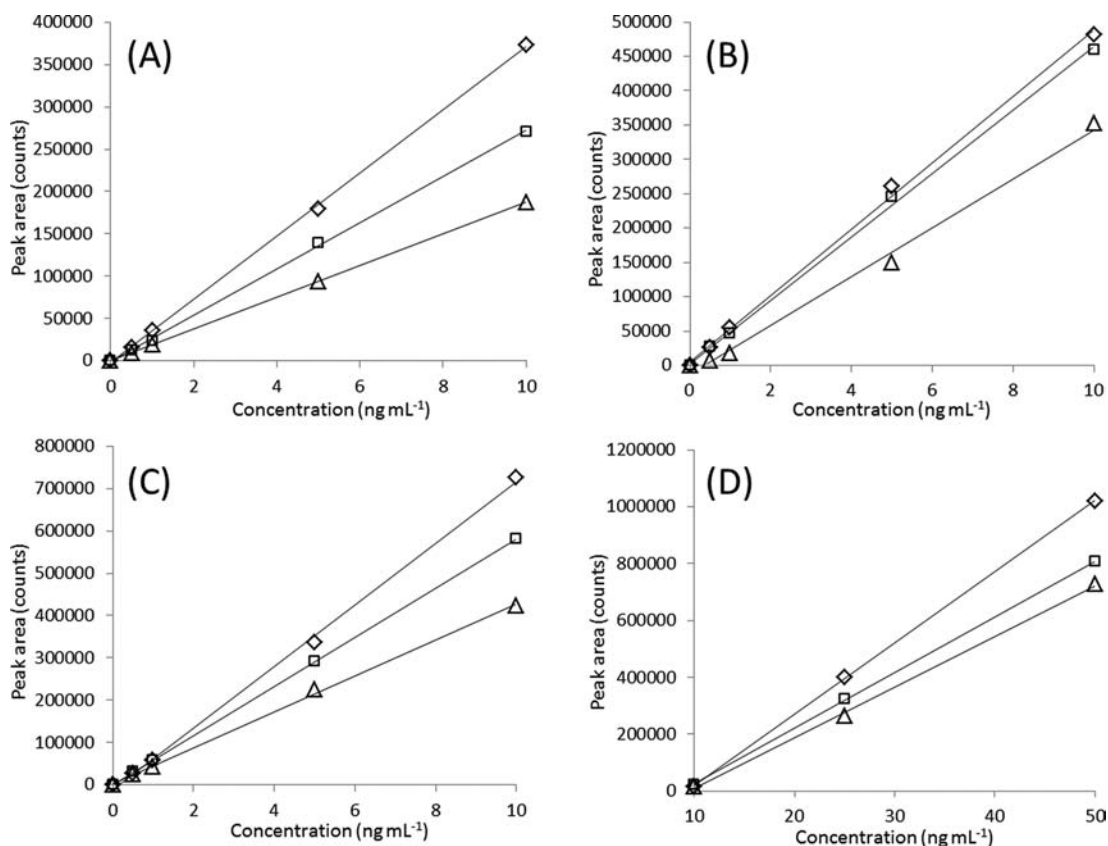 (A)
400000
350000
300000
250000
200000
150000
100000
50000
0
0 2 4 6 8 10
Peak area (counts)
Concentration (ng mL⁻¹)
(B)
500000
450000
400000
350000
300000
250000
200000
150000
100000
50000
0
0 2 4 6 8 10
Peak area (counts)
Concentration (ng mL⁻¹)
(C)
800000
700000
600000
500000
400000
300000
200000
100000
0
0 2 4 6 8 10
Peak area (counts)
Concentration (ng mL⁻¹)
(D)
1200000
1000000
800000
600000
400000
200000
0
10 20 30 40 50
Peak area (counts)
Concentration (ng mL⁻¹)